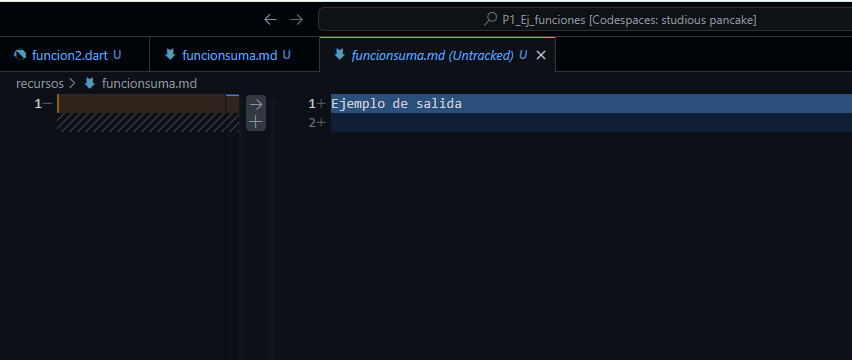 P1_Ej_funciones [Codespaces: studious pancake]
funcion2.dart U
funcionsuma.md U
funcionsuma.md (Untracked) U
recursos > funcionsuma.md
1−
1+ Ejemplo de salida
2+